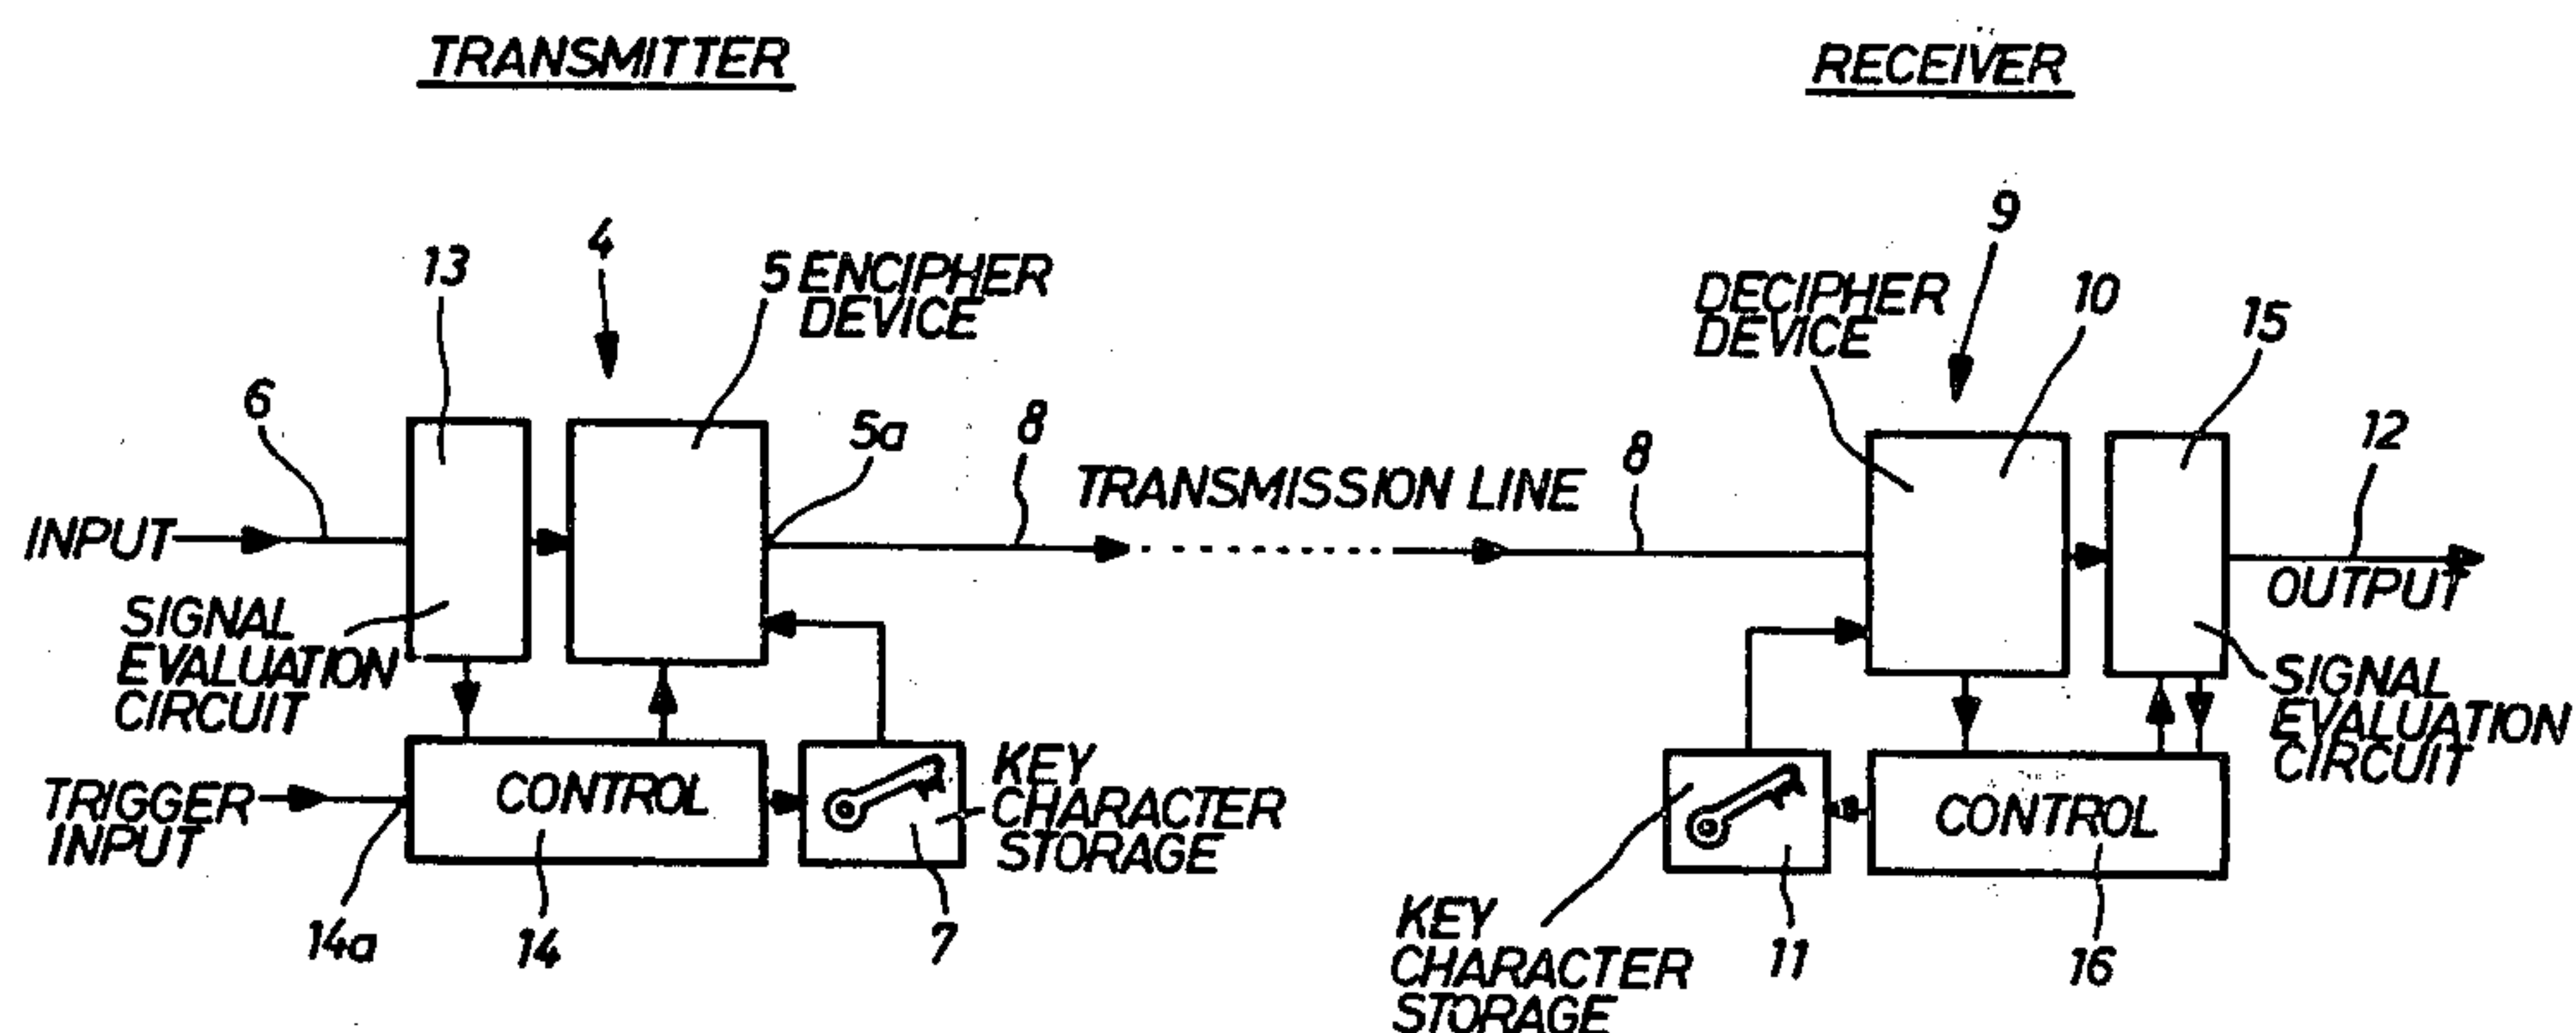 TRANSMITTER
RECEIVER
4
9
13
5 ENCIPHER
DEVICE
DECIPHER
DEVICE
10
15
6
5a
8
8
12
TRANSMISSION LINE
INPUT
OUTPUT
SIGNAL
EVALUATION
CIRCUIT
SIGNAL
EVALUATION
CIRCUIT
TRIGGER
INPUT
CONTROL
KEY
CHARACTER
STORAGE
CONTROL
14a
14
7
KEY
CHARACTER
STORAGE
11
16